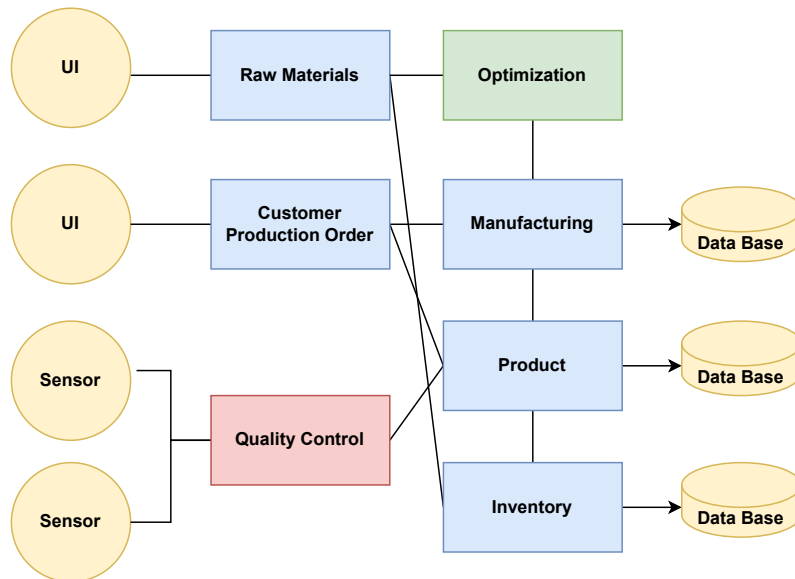 UI
Raw Materials
Optimization
UI
Customer
Production Order
Manufacturing
Data Base
Sensor
Product
Data Base
Quality Control
Sensor
Inventory
Data Base